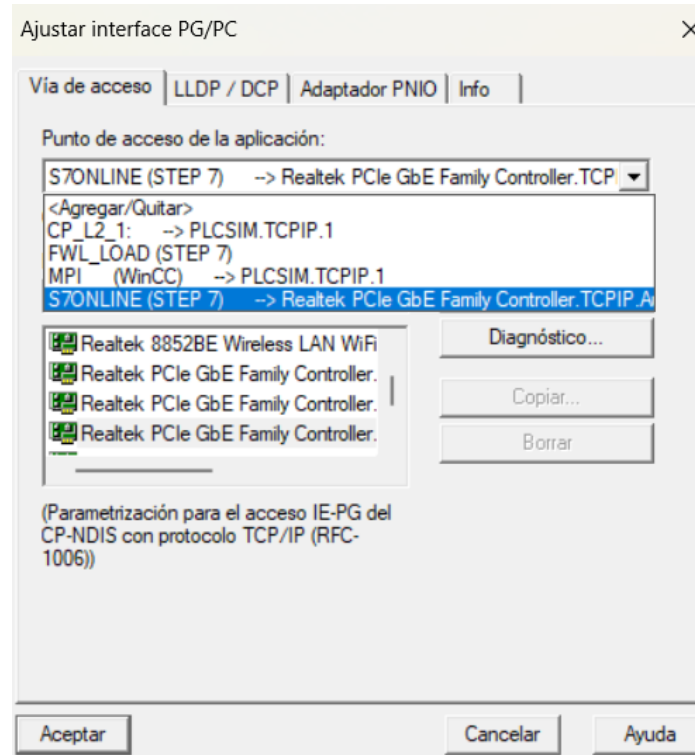 Ajustar interface PG/PC
Vía de acceso LLDP / DCP Adaptador PNIO Info
Punto de acceso de la aplicación:
S7ONLINE (STEP 7) --> Realtek PCIe GbE Family Controller.TCP
<Agregar/Quitar>
CP_L2_1: --> PLCSIM.TCPIP.1
FWL_LOAD (STEP 7)
MPI (WinCC) --> PLCSIM.TCPIP.1
S7ONLINE (STEP 7) --> Realtek PCIe GbE Family Controller.TCPIP.A
Realtek 8852BE Wireless LAN WiFi
Diagnóstico...
Realtek PCIe GbE Family Controller.
Realtek PCIe GbE Family Controller.
Copiar...
Realtek PCIe GbE Family Controller.
Borrar
(Parametrización para el acceso IE-PG del
CP-NDIS con protocolo TCP/IP (RFC-
1006))
Aceptar Cancelar Ayuda